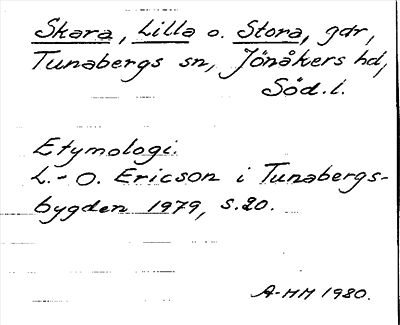 Skara, Lilla o. Stora, gdr,
Tunabergs sn, Jönåkers hd,
Söd.l.
Etymologi.
L.-O. Ericson i Tunabergs-
bygden 1979, s.20.
A-MM 1980.